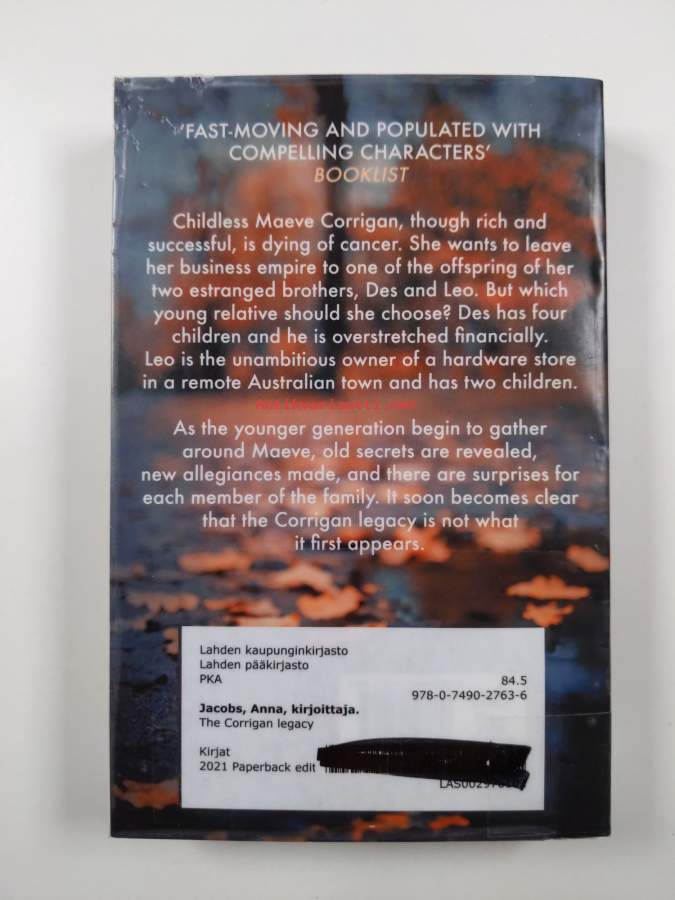 'FAST-MOVING AND POPULATED WITH
COMPELLING CHARACTERS'
BOOKLIST
Childless Maeve Corrigan, though rich and
successful, is dying of cancer. She wants to leave
her business empire to one of the offspring of her
two estranged brothers, Des and Leo. But which
young relative should she choose? Des has four
children and he is overstretched financially.
Leo is the unambitious owner of a hardware store
in a remote Australian town and has two children.
As the younger generation begin to gather
around Maeve, old secrets are revealed,
new allegiances made, and there are surprises for
each member of the family. It soon becomes clear
that the Corrigan legacy is not what
it first appears.
Lahden kaupunginkirjasto
Lahden pääkirjasto
PKA 84.5
978-0-7490-2763-6
Jacobs, Anna, kirjoittaja.
The Corrigan legacy
Kirjat
2021 Paperback edit